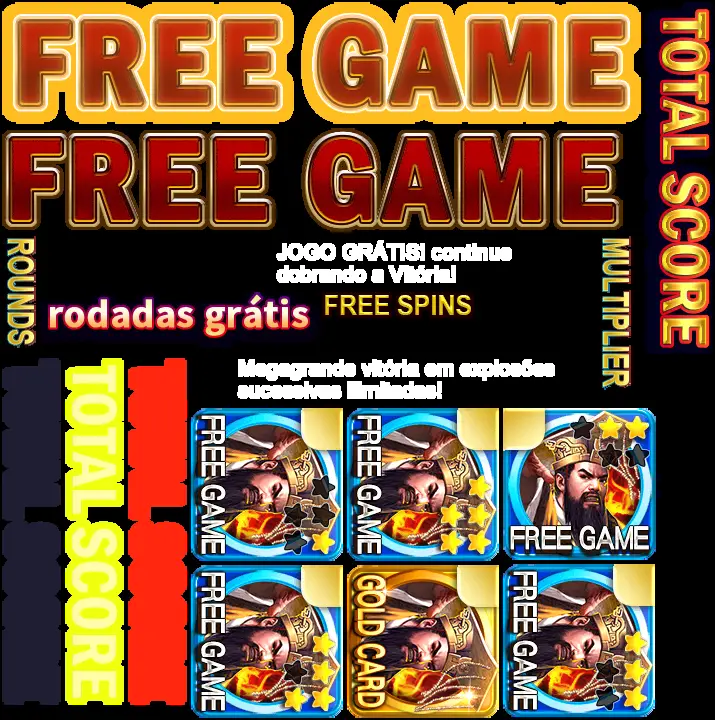 FREE GAME
FREE GAME
TOTAL SCORE
ROUNDS
JOGO GRÁTIS! continue
dobrando a Vitória!
MULTIPLIER
rodadas grátis
FREE SPINS
Megagrande vitória em explosões
sucessivas ilimitadas!
TOTAL SCORE
FREE GAME
FREE GAME
FREE GAME
FREE GAME
GOLD CARD
FREE GAME